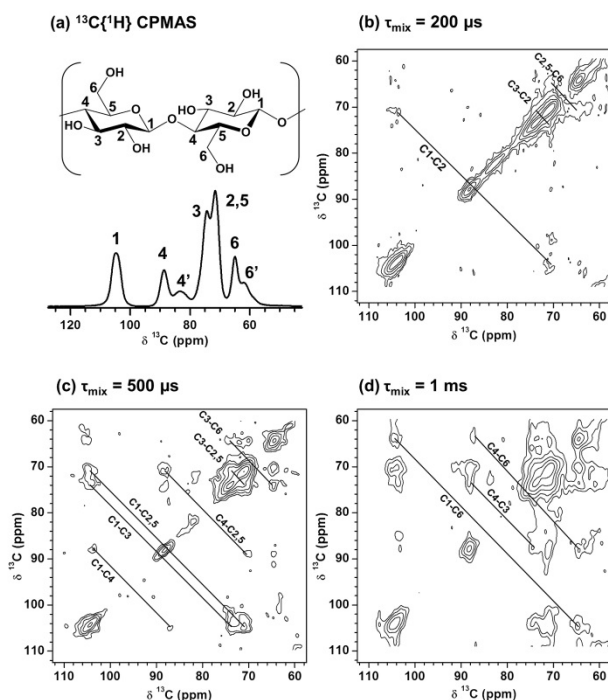 (a) ¹³C{¹H} CPMAS
OH
6
4
5
HO
3
2
1
OH
O
HO
3
2
1
OH
4
5
O
6
HO
O
1
4
4’
3
2,5
6
6’
120 100 80 60
δ ¹³C (ppm)
(b) τmix = 200 µs
C2,5-C6
C3-C2
C1-C2
60
70
80
90
100
110
110 100 90 80 70 60
δ ¹³C (ppm)
δ ¹³C (ppm)
(c) τmix = 500 µs
C3-C6
C3-C2,5
C1-C2,5
C1-C3
C4-C2,5
C1-C4
60
70
80
90
100
110
110 100 90 80 70 60
δ ¹³C (ppm)
δ ¹³C (ppm)
(d) τmix = 1 ms
C4-C6
C4-C3
C1-C6
60
70
80
90
100
110
110 100 90 80 70 60
δ ¹³C (ppm)
δ ¹³C (ppm)